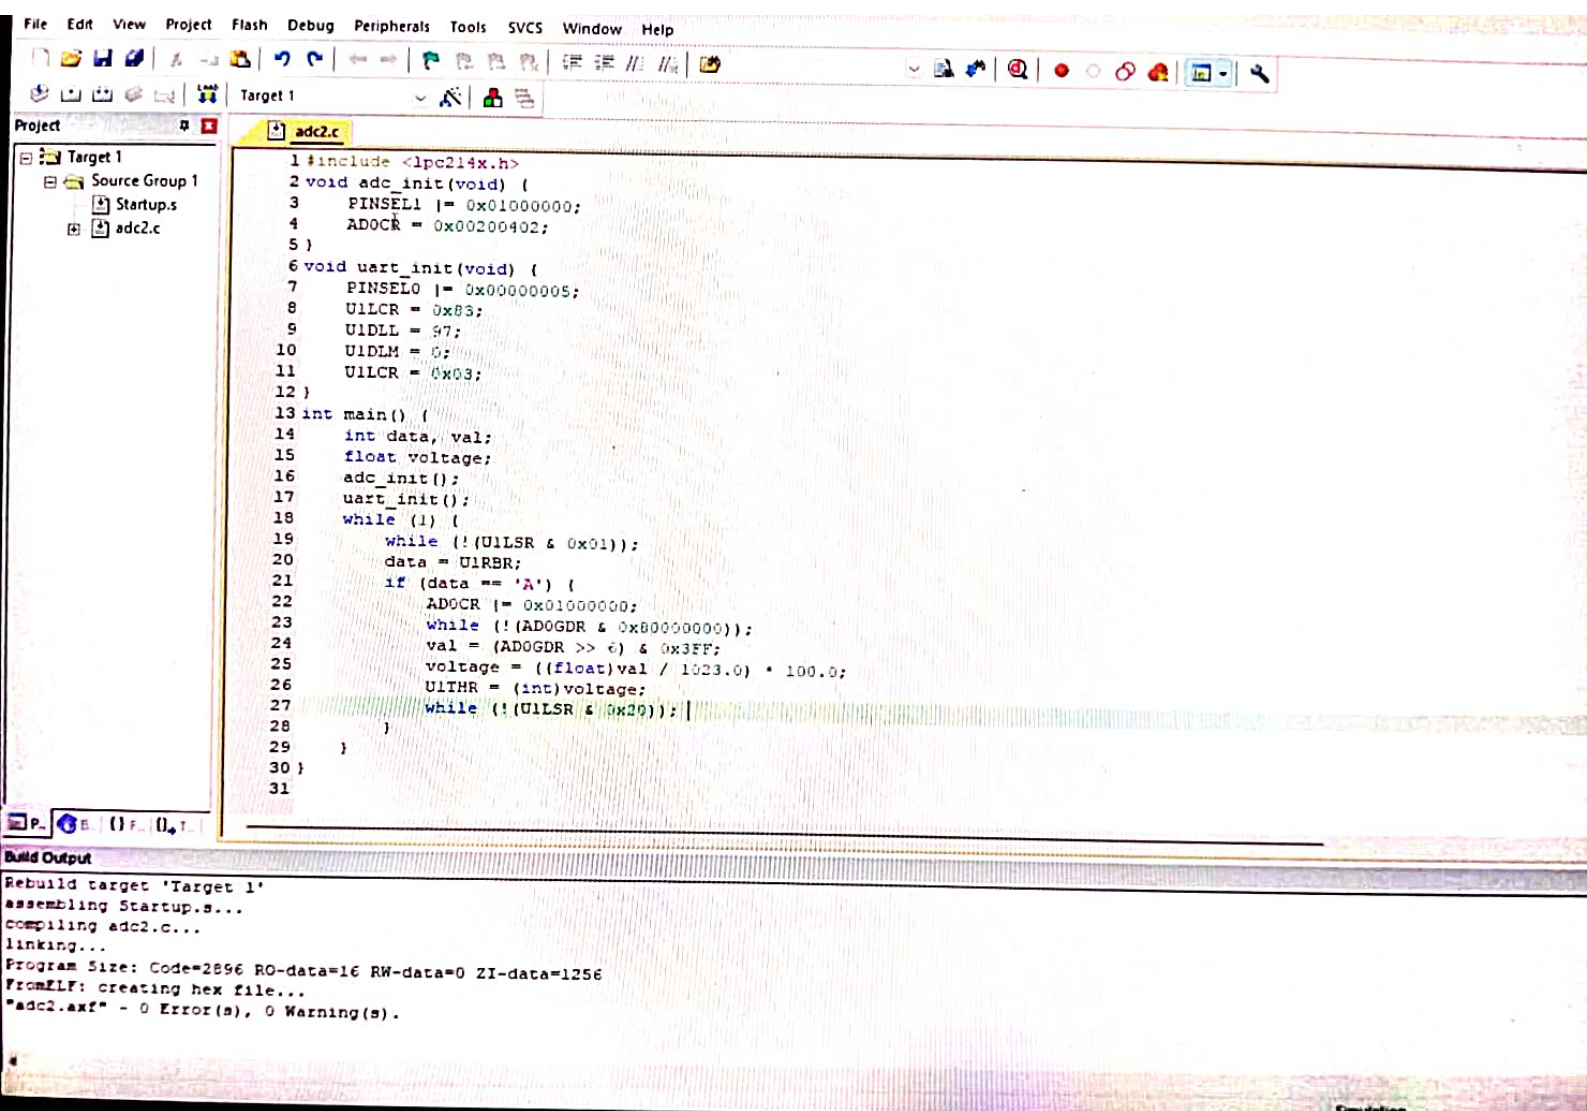 File Edit View Project Flash Debug Peripherals Tools SVCS Window Help
Target 1
Project
adc2.c
Target 1
Source Group 1
Startup.s
adc2.c
1 #include <lpc214x.h>
2 void adc_init(void) {
3 PINSEL1 |= 0x01000000;
4 AD0CR = 0x00200402;
5 }
6 void uart_init(void) {
7 PINSEL0 |= 0x00000005;
8 U1LCR = 0x83;
9 U1DLL = 97;
10 U1DLM = 0;
11 U1LCR = 0x03;
12 }
13 int main() {
14 int data, val;
15 float voltage;
16 adc_init();
17 uart_init();
18 while (1) {
19 while (!(U1LSR & 0x01));
20 data = U1RBR;
21 if (data == 'A') {
22 AD0CR |= 0x01000000;
23 while (!(AD0GDR & 0x80000000));
24 val = (AD0GDR >> 6) & 0x3FF;
25 voltage = ((float)val / 1023.0) * 100.0;
26 U1THR = (int)voltage;
27 while (!(U1LSR & 0x20));
28 }
29 }
30 }
31
P... B... {} F... 0 T...
Build Output
Rebuild target 'Target 1'
assembling Startup.s...
compiling adc2.c...
linking...
Program Size: Code=2896 RO-data=16 RW-data=0 ZI-data=1256
FromELF: creating hex file...
"adc2.axf" - 0 Error(s), 0 Warning(s).
Simulation